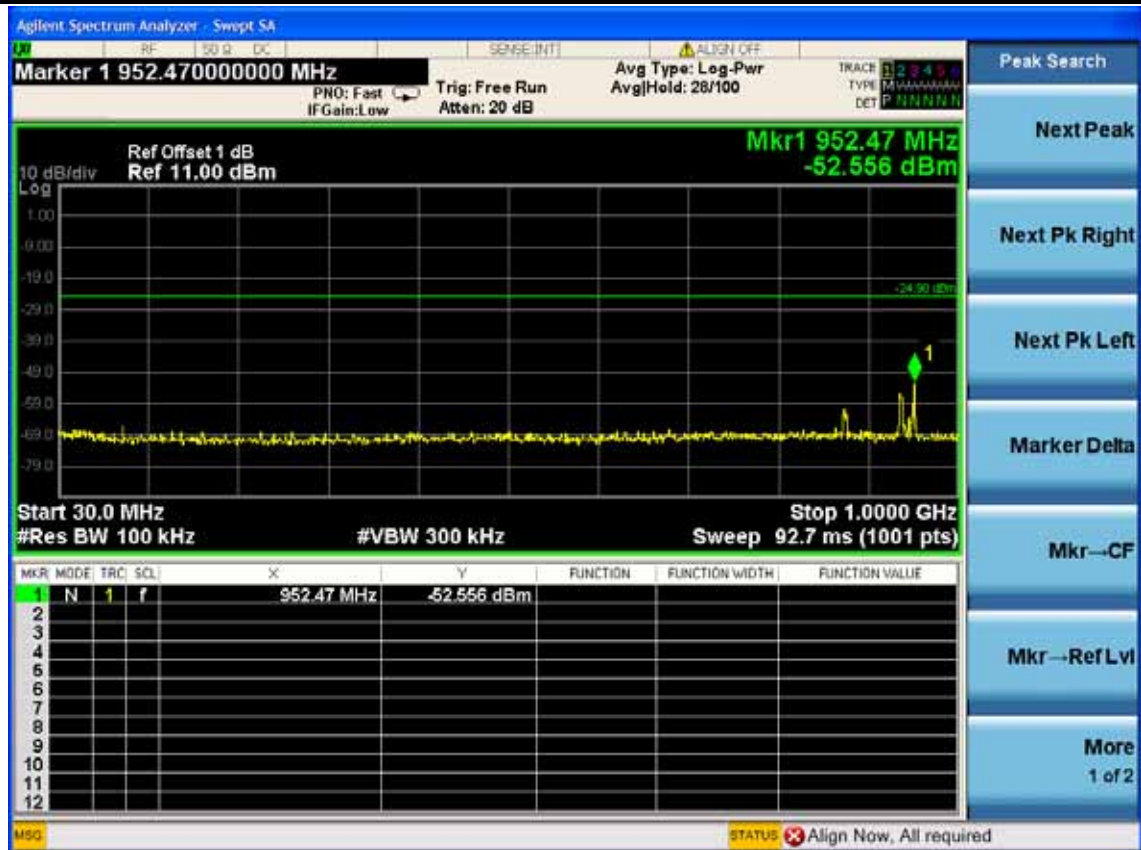 Agilent Spectrum Analyzer - Swept SA
LXI RF 50 Ω DC SENSE:INT ALIGN OFF
Marker 1 952.470000000 MHz
PNO: Fast
IFGain:Low
Trig: Free Run
Atten: 20 dB
Avg Type: Log-Pwr
Avg|Hold: 28/100
TRACE 1 2 3 4 5 6
TYPE M
DET P N N N N N
Ref Offset 1 dB
Ref 11.00 dBm
10 dB/div
Log
Mkr1 952.47 MHz
-52.556 dBm
1.00
-9.00
-19.0
-24.90 dBm
-29.0
-39.0
1
-49.0
-59.0
-69.0
-79.0
Start 30.0 MHz
Stop 1.0000 GHz
#Res BW 100 kHz
#VBW 300 kHz
Sweep 92.7 ms (1001 pts)
MKR MODE TRC SCL X Y FUNCTION FUNCTION WIDTH FUNCTION VALUE
1 N 1 f 952.47 MHz -52.556 dBm
2
3
4
5
6
7
8
9
10
11
12
MSG
STATUS Align Now, All required
Peak Search
Next Peak
Next Pk Right
Next Pk Left
Marker Delta
Mkr→CF
Mkr→Ref Lvl
More
1 of 2